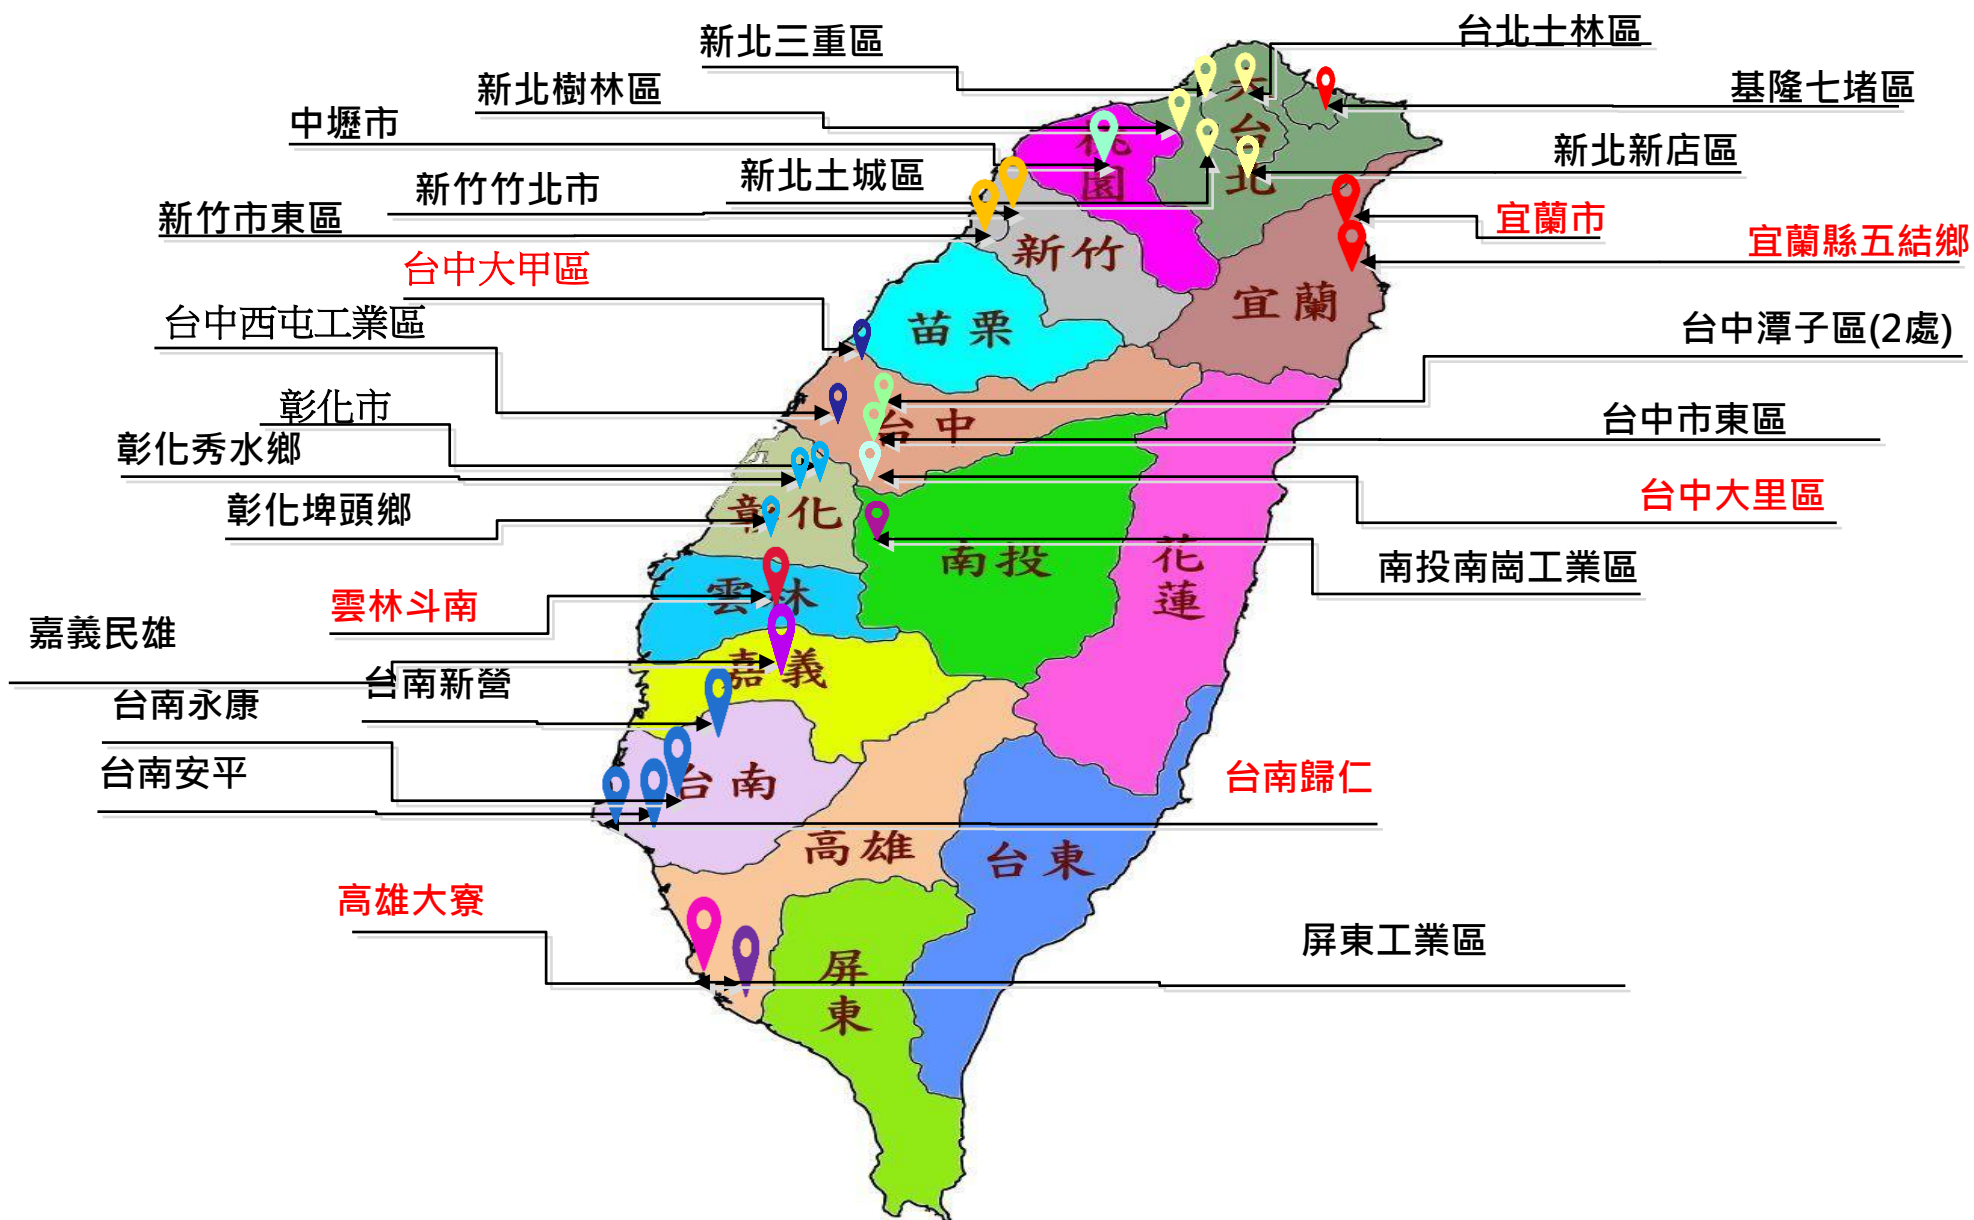 新北三重區
台北士林區
新北樹林區
基隆七堵區
中壢市
新北新店區
新竹竹北市
新北土城區
新竹市東區
宜蘭市
宜蘭縣五結鄉
台中大甲區
台中西屯工業區
台中潭子區(2處)
彰化市
台中市東區
彰化秀水鄉
台中大里區
彰化埤頭鄉
南投南崗工業區
雲林斗南
嘉義民雄
台南新營
台南永康
台南安平
台南歸仁
高雄大寮
屏東工業區
大台北
桃園
新竹
宜蘭
苗栗
台中
彰化
南投
花蓮
雲林
嘉義
台南
高雄
台東
屏東